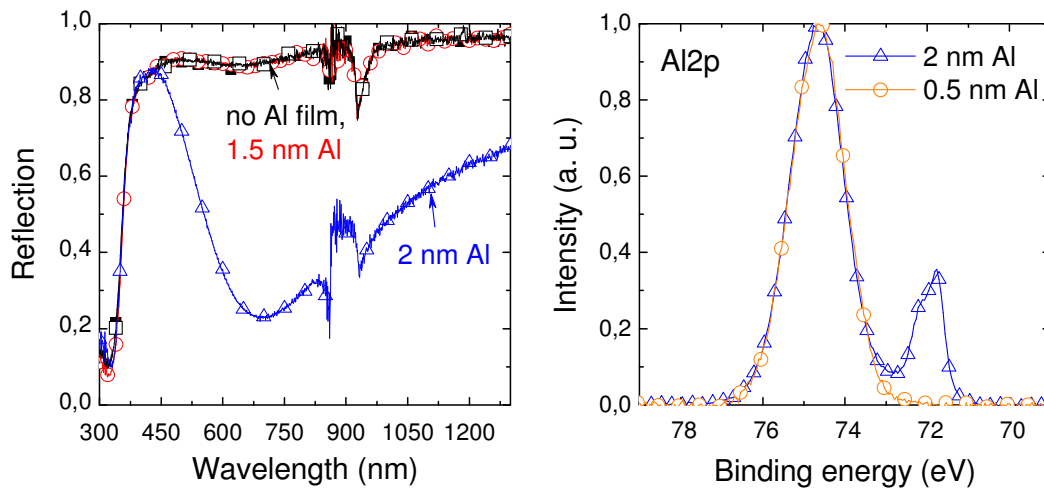 1,0
0,8
0,6
0,4
0,2
0,0
Reflection
300 450 600 750 900 1050 1200
Wavelength (nm)
no Al film,
1.5 nm Al
2 nm Al
1,0
0,8
0,6
0,4
0,2
0,0
Intensity (a. u.)
78 76 74 72 70
Binding energy (eV)
Al2p
2 nm Al
0.5 nm Al